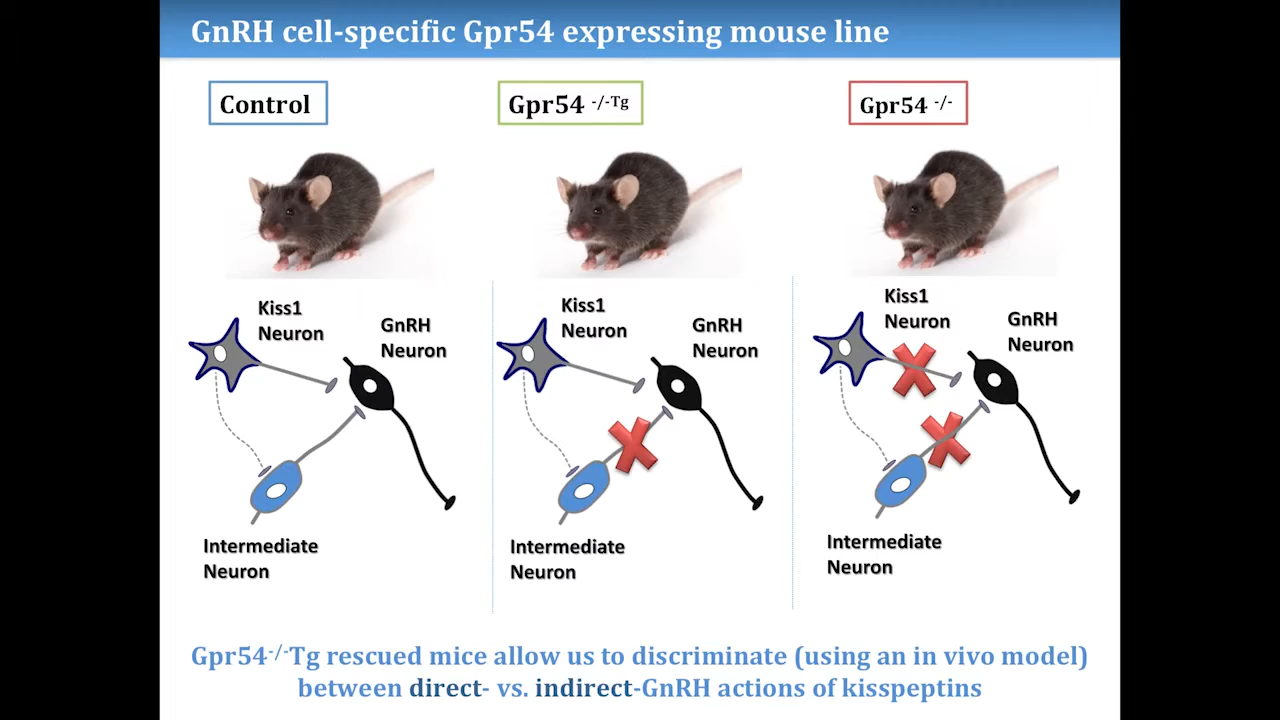 GnRH cell-specific Gpr54 expressing mouse line
Control
Gpr54 -/-Tg
Gpr54 -/-
Kiss1
Neuron
GnRH
Neuron
Intermediate
Neuron
Kiss1
Neuron
GnRH
Neuron
Intermediate
Neuron
Kiss1
Neuron
GnRH
Neuron
Intermediate
Neuron
Gpr54-/-Tg rescued mice allow us to discriminate (using an in vivo model)
between direct- vs. indirect-GnRH actions of kisspeptins